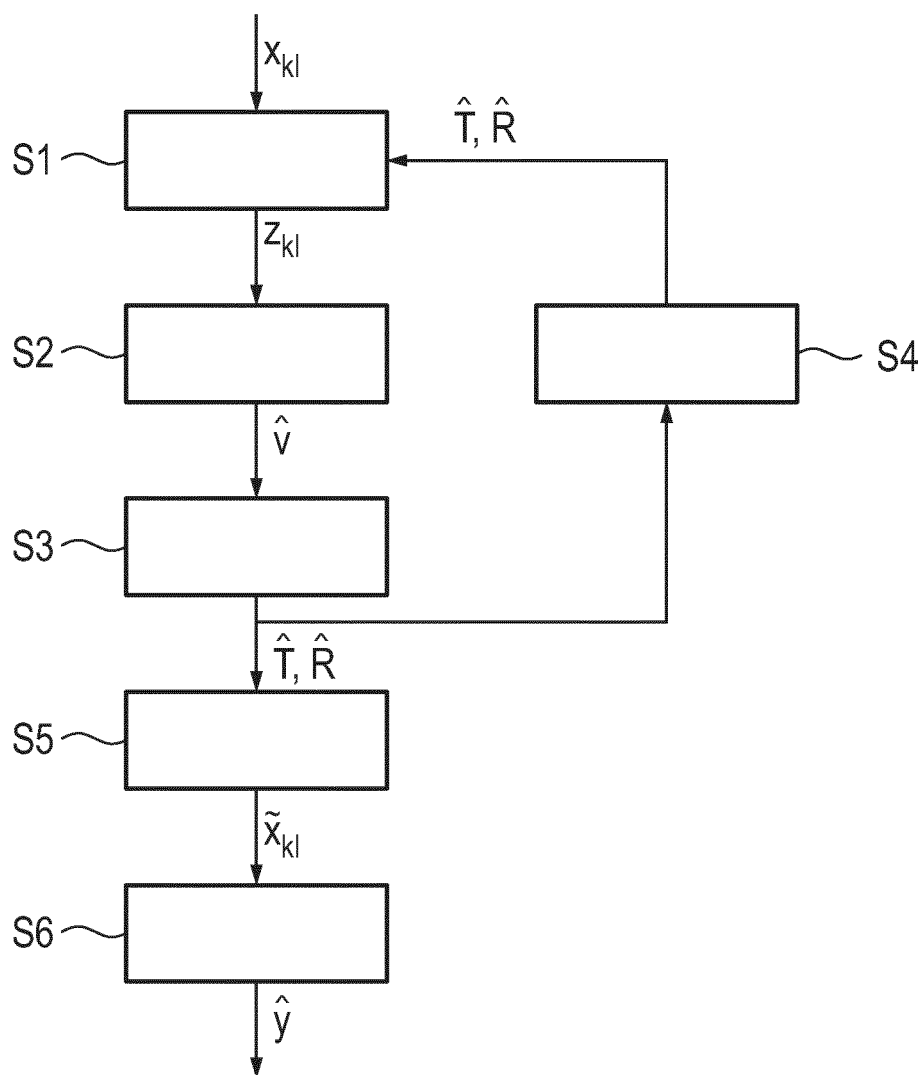 x_kl
T̂, R̂
S1
z_kl
S2
S4
v̂
S3
T̂, R̂
S5
x̃_kl
S6
ŷ